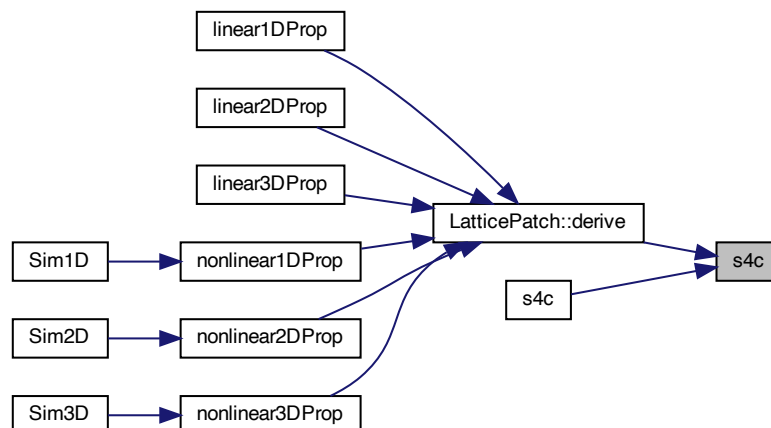 linear1DProp
linear2DProp
linear3DProp
LatticePatch::derive
Sim1D
nonlinear1DProp
s4c
s4c
Sim2D
nonlinear2DProp
Sim3D
nonlinear3DProp